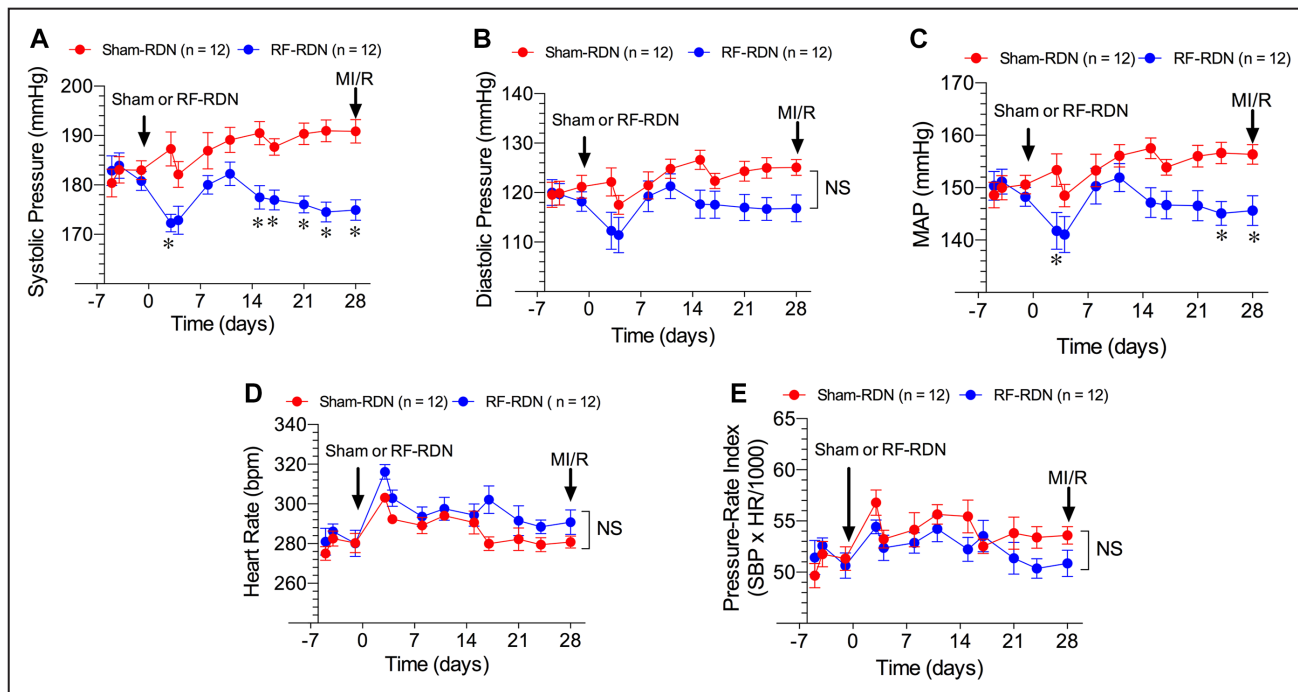 A
Sham-RDN (n = 12) RF-RDN (n = 12)
Systolic Pressure (mmHg)
200
190
180
170
160
Sham or RF-RDN
MI/R
*
* *
*
*
*
-7 0 7 14 21 28
Time (days)
B
Sham-RDN (n = 12) RF-RDN (n = 12)
Diastolic Pressure (mmHg)
140
130
120
110
100
Sham or RF-RDN
MI/R
NS
-7 0 7 14 21 28
Time (days)
C
Sham-RDN (n = 12) RF-RDN (n = 12)
MAP (mmHg)
170
160
150
140
130
Sham or RF-RDN
MI/R
*
*
*
-7 0 7 14 21 28
Time (days)
D
Sham-RDN (n = 12) RF-RDN ( n = 12)
Heart Rate (bpm)
340
320
300
280
260
Sham or RF-RDN
MI/R
NS
-7 0 7 14 21 28
Time (days)
E
Sham-RDN (n = 12) RF-RDN (n = 12)
Pressure-Rate Index
(SBP x HR/1000)
65
60
55
50
Sham or RF-RDN
MI/R
NS
-7 0 7 14 21 28
Time (days)